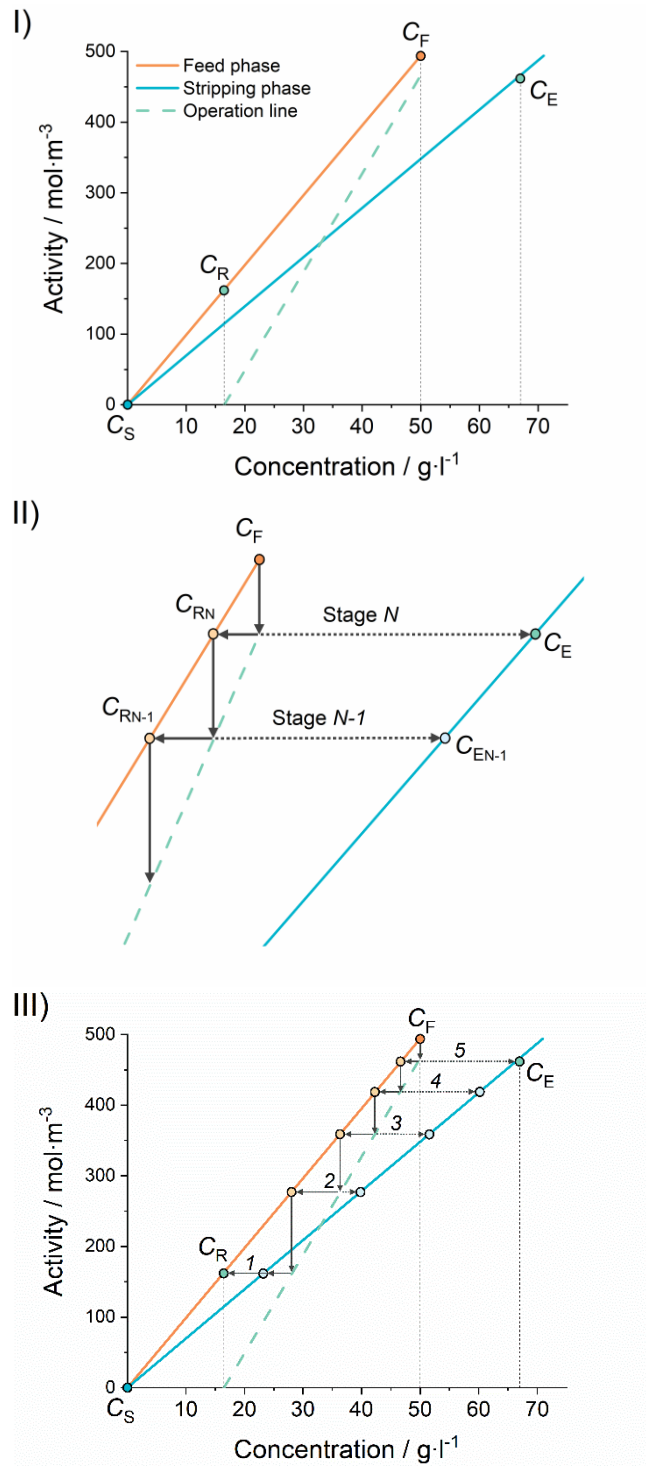 I)
Feed phase
Stripping phase
Operation line
C_F
C_E
C_R
C_S
500
400
300
200
100
0
10 20 30 40 50 60 70
Activity / mol·m⁻³
Concentration / g·l⁻¹
II)
C_F
C_RN
Stage N
C_E
C_RN-1
Stage N-1
C_EN-1
III)
C_F
5
C_E
4
3
2
C_R
1
C_S
500
400
300
200
100
0
10 20 30 40 50 60 70
Activity / mol·m⁻³
Concentration / g·l⁻¹